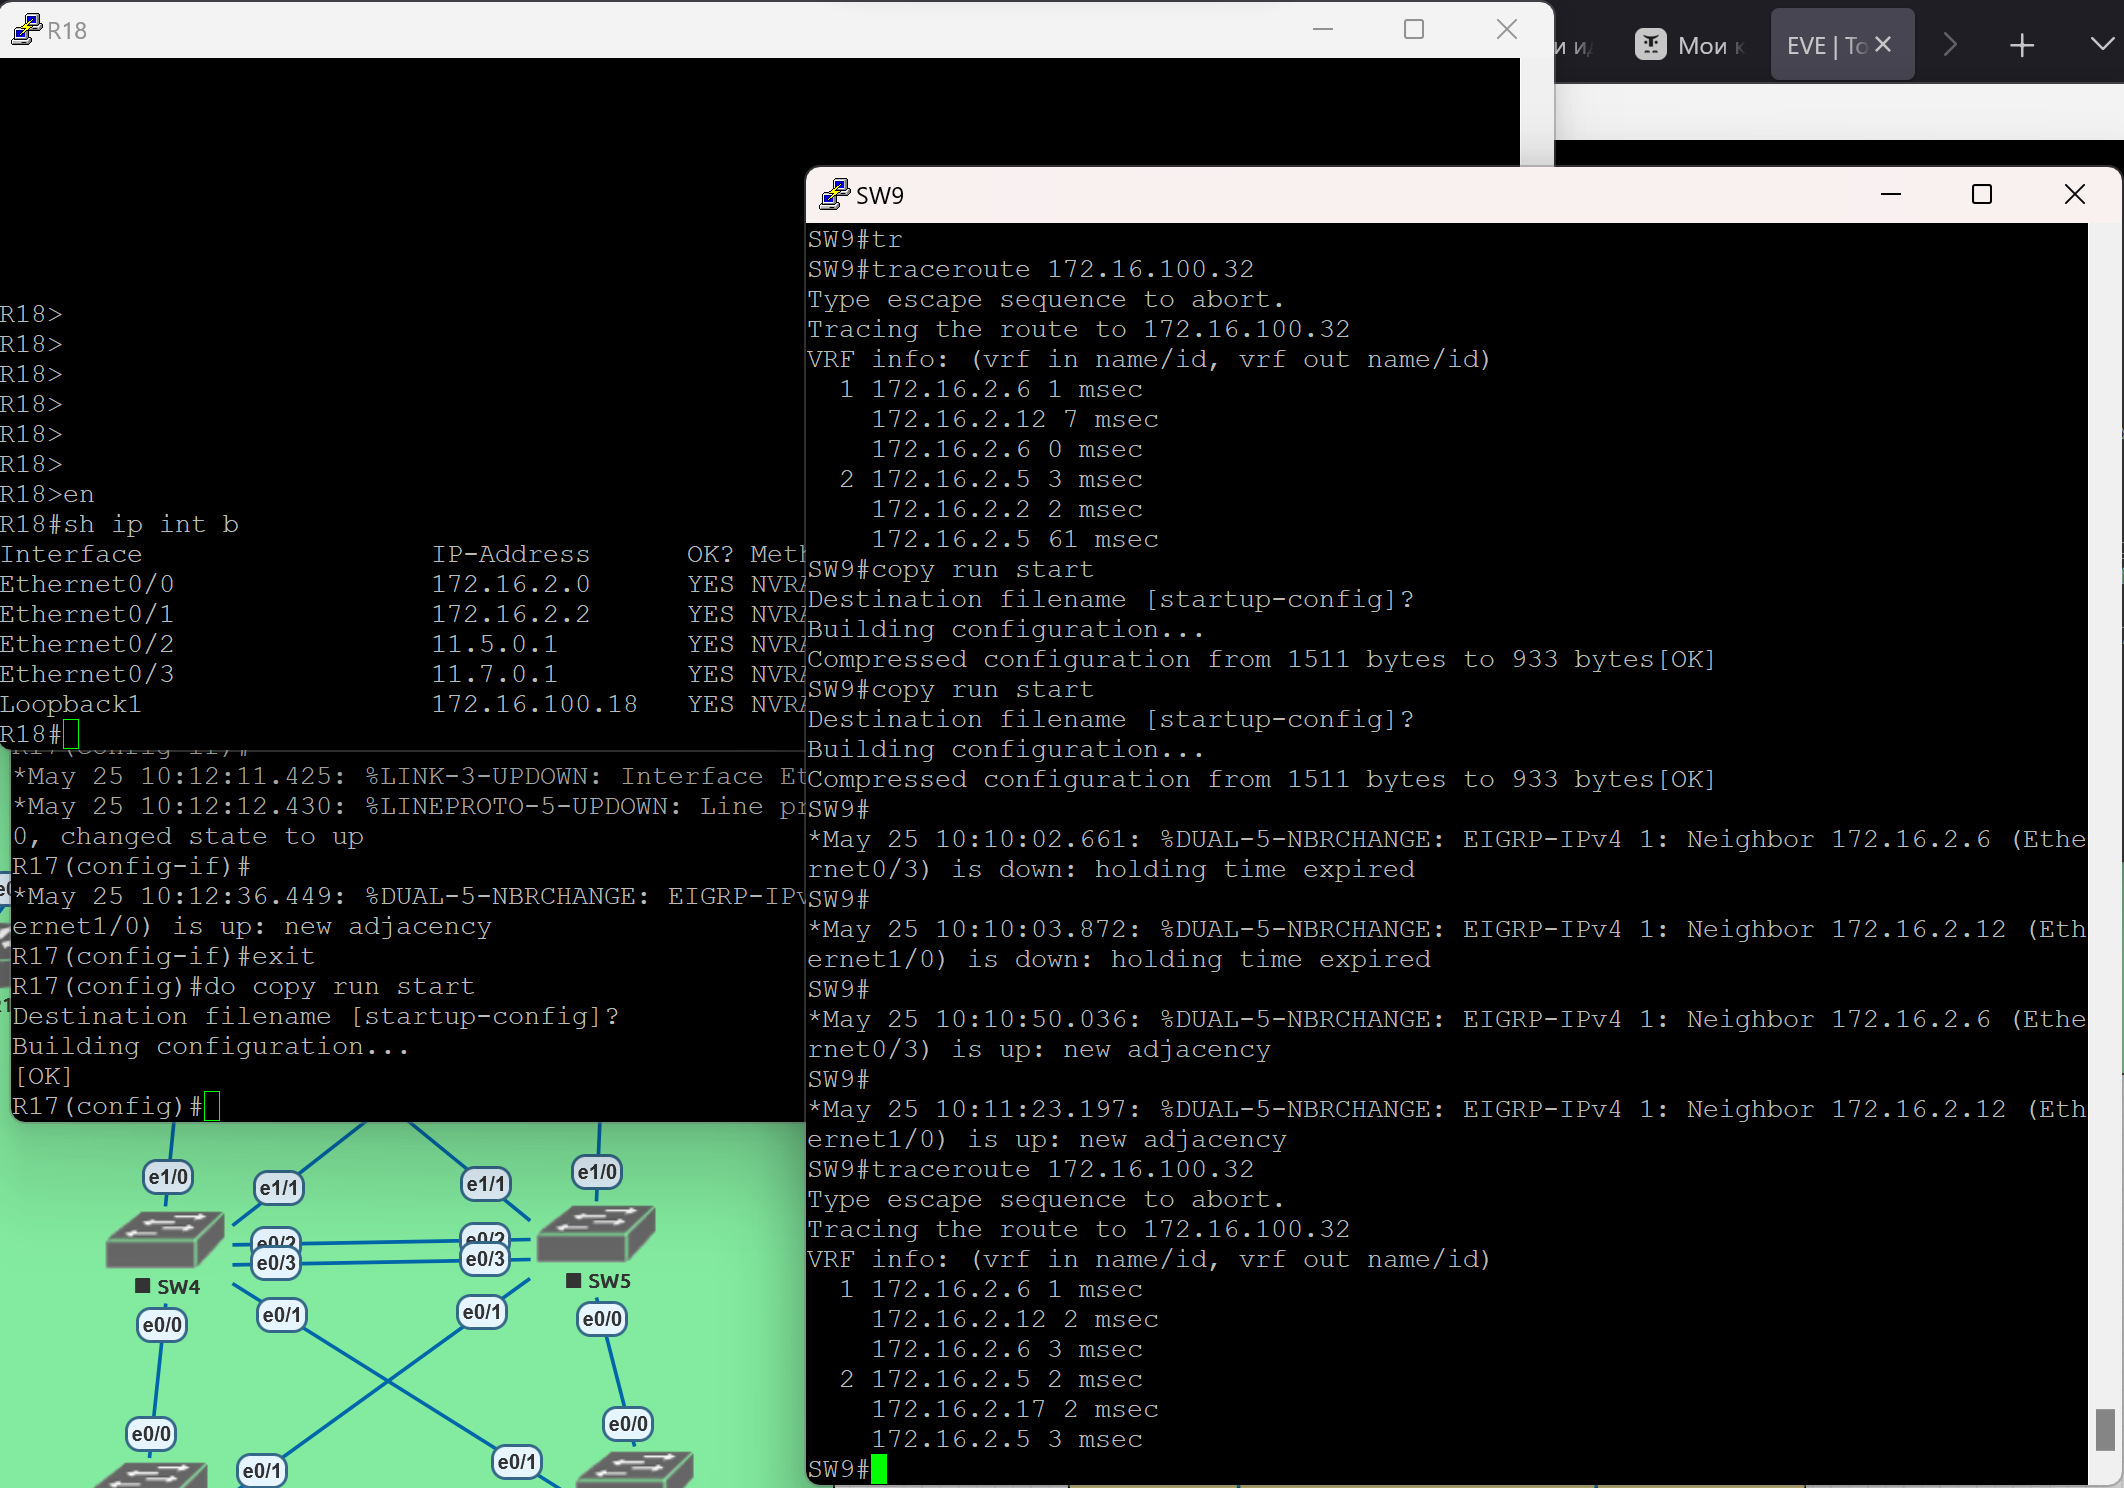 R18
Мои к
EVE | To
R18>
R18>
R18>
R18>
R18>
R18>
R18>en
R18#sh ip int b
Interface IP-Address OK? Meth
Ethernet0/0 172.16.2.0 YES NVRA
Ethernet0/1 172.16.2.2 YES NVRA
Ethernet0/2 11.5.0.1 YES NVRA
Ethernet0/3 11.7.0.1 YES NVRA
Loopback1 172.16.100.18 YES NVRA
R18#
R17(config-if)#
*May 25 10:12:11.425: %LINK-3-UPDOWN: Interface Et
*May 25 10:12:12.430: %LINEPROTO-5-UPDOWN: Line pr
0, changed state to up
R17(config-if)#
*May 25 10:12:36.449: %DUAL-5-NBRCHANGE: EIGRP-IPv
ernet1/0) is up: new adjacency
R17(config-if)#exit
R17(config)#do copy run start
Destination filename [startup-config]?
Building configuration...
[OK]
R17(config)#
SW9
SW9#tr
SW9#traceroute 172.16.100.32
Type escape sequence to abort.
Tracing the route to 172.16.100.32
VRF info: (vrf in name/id, vrf out name/id)
1 172.16.2.6 1 msec
172.16.2.12 7 msec
172.16.2.6 0 msec
2 172.16.2.5 3 msec
172.16.2.2 2 msec
172.16.2.5 61 msec
SW9#copy run start
Destination filename [startup-config]?
Building configuration...
Compressed configuration from 1511 bytes to 933 bytes[OK]
SW9#copy run start
Destination filename [startup-config]?
Building configuration...
Compressed configuration from 1511 bytes to 933 bytes[OK]
SW9#
*May 25 10:10:02.661: %DUAL-5-NBRCHANGE: EIGRP-IPv4 1: Neighbor 172.16.2.6 (Ethe
rnet0/3) is down: holding time expired
SW9#
*May 25 10:10:03.872: %DUAL-5-NBRCHANGE: EIGRP-IPv4 1: Neighbor 172.16.2.12 (Eth
ernet1/0) is down: holding time expired
SW9#
*May 25 10:10:50.036: %DUAL-5-NBRCHANGE: EIGRP-IPv4 1: Neighbor 172.16.2.6 (Ethe
rnet0/3) is up: new adjacency
SW9#
*May 25 10:11:23.197: %DUAL-5-NBRCHANGE: EIGRP-IPv4 1: Neighbor 172.16.2.12 (Eth
ernet1/0) is up: new adjacency
SW9#traceroute 172.16.100.32
Type escape sequence to abort.
Tracing the route to 172.16.100.32
VRF info: (vrf in name/id, vrf out name/id)
1 172.16.2.6 1 msec
172.16.2.12 2 msec
172.16.2.6 3 msec
2 172.16.2.5 2 msec
172.16.2.17 2 msec
172.16.2.5 3 msec
SW9#
e1/0 e1/1 e1/1 e1/0
e0/2 e0/2
e0/3 e0/3
SW4 SW5
e0/0 e0/1 e0/1 e0/0
e0/0 e0/0
e0/1 e0/1